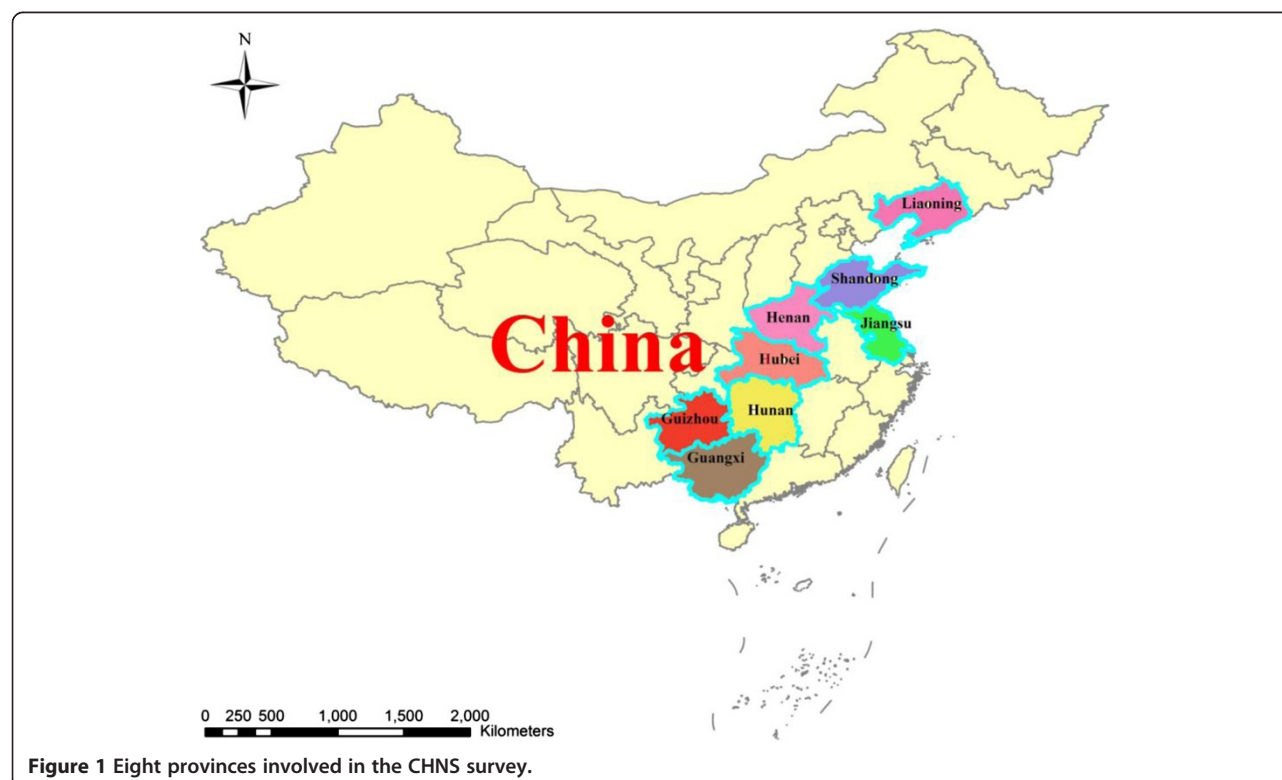 N
Liaoning
Shandong
Henan
Jiangsu
China
Hubei
Guizhou
Hunan
Guangxi
0 250 500 1,000 1,500 2,000
Kilometers
Figure 1 Eight provinces involved in the CHNS survey.